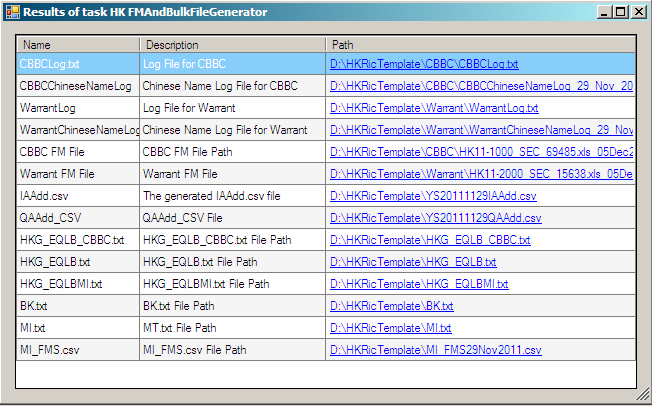 Results of task HK FMAndBulkFileGenerator
Name Description Path
CBBCLog.txt Log File for CBBC D:\HKRicTemplate\CBBC\CBBCLog.txt
CBBCChineseNameLog Chinese Name Log File for CBBC D:\HKRicTemplate\CBBC\CBBCChineseNameLog_29_Nov_20
WarrantLog Log File for Warrant D:\HKRicTemplate\Warrant\WarrantLog.txt
WarrantChineseNameLog Chinese Name Log File for Warrant D:\HKRicTemplate\Warrant\WarrantChineseNameLog_29_Nov
CBBC FM File CBBC FM File Path D:\HKRicTemplate\CBBC\HK11-1000_SEC_69485.xls_05Dec2
Warrant FM File Warrant FM File D:\HKRicTemplate\Warrant\HK11-2000_SEC_15638.xls_05De
IAAdd.csv The generated IAAdd.csv file D:\HKRicTemplate\YS20111129IAAdd.csv
QAAdd_CSV QAAdd_CSV File D:\HKRicTemplate\YS20111129QAAdd.csv
HKG_EQLB_CBBC.txt HKG_EQLB_CBBC.txt File Path D:\HKRicTemplate\HKG_EQLB_CBBC.txt
HKG_EQLB.txt HKG_EQLB.txt File Path D:\HKRicTemplate\HKG_EQLB.txt
HKG_EQLBMI.txt HKG_EQLBMI.txt File Path D:\HKRicTemplate\HKG_EQLBMI.txt
BK.txt BK.txt File Path D:\HKRicTemplate\BK.txt
MI.txt MT.txt File Path D:\HKRicTemplate\MI.txt
MI_FMS.csv MI_FMS.csv File Path D:\HKRicTemplate\MI_FMS29Nov2011.csv